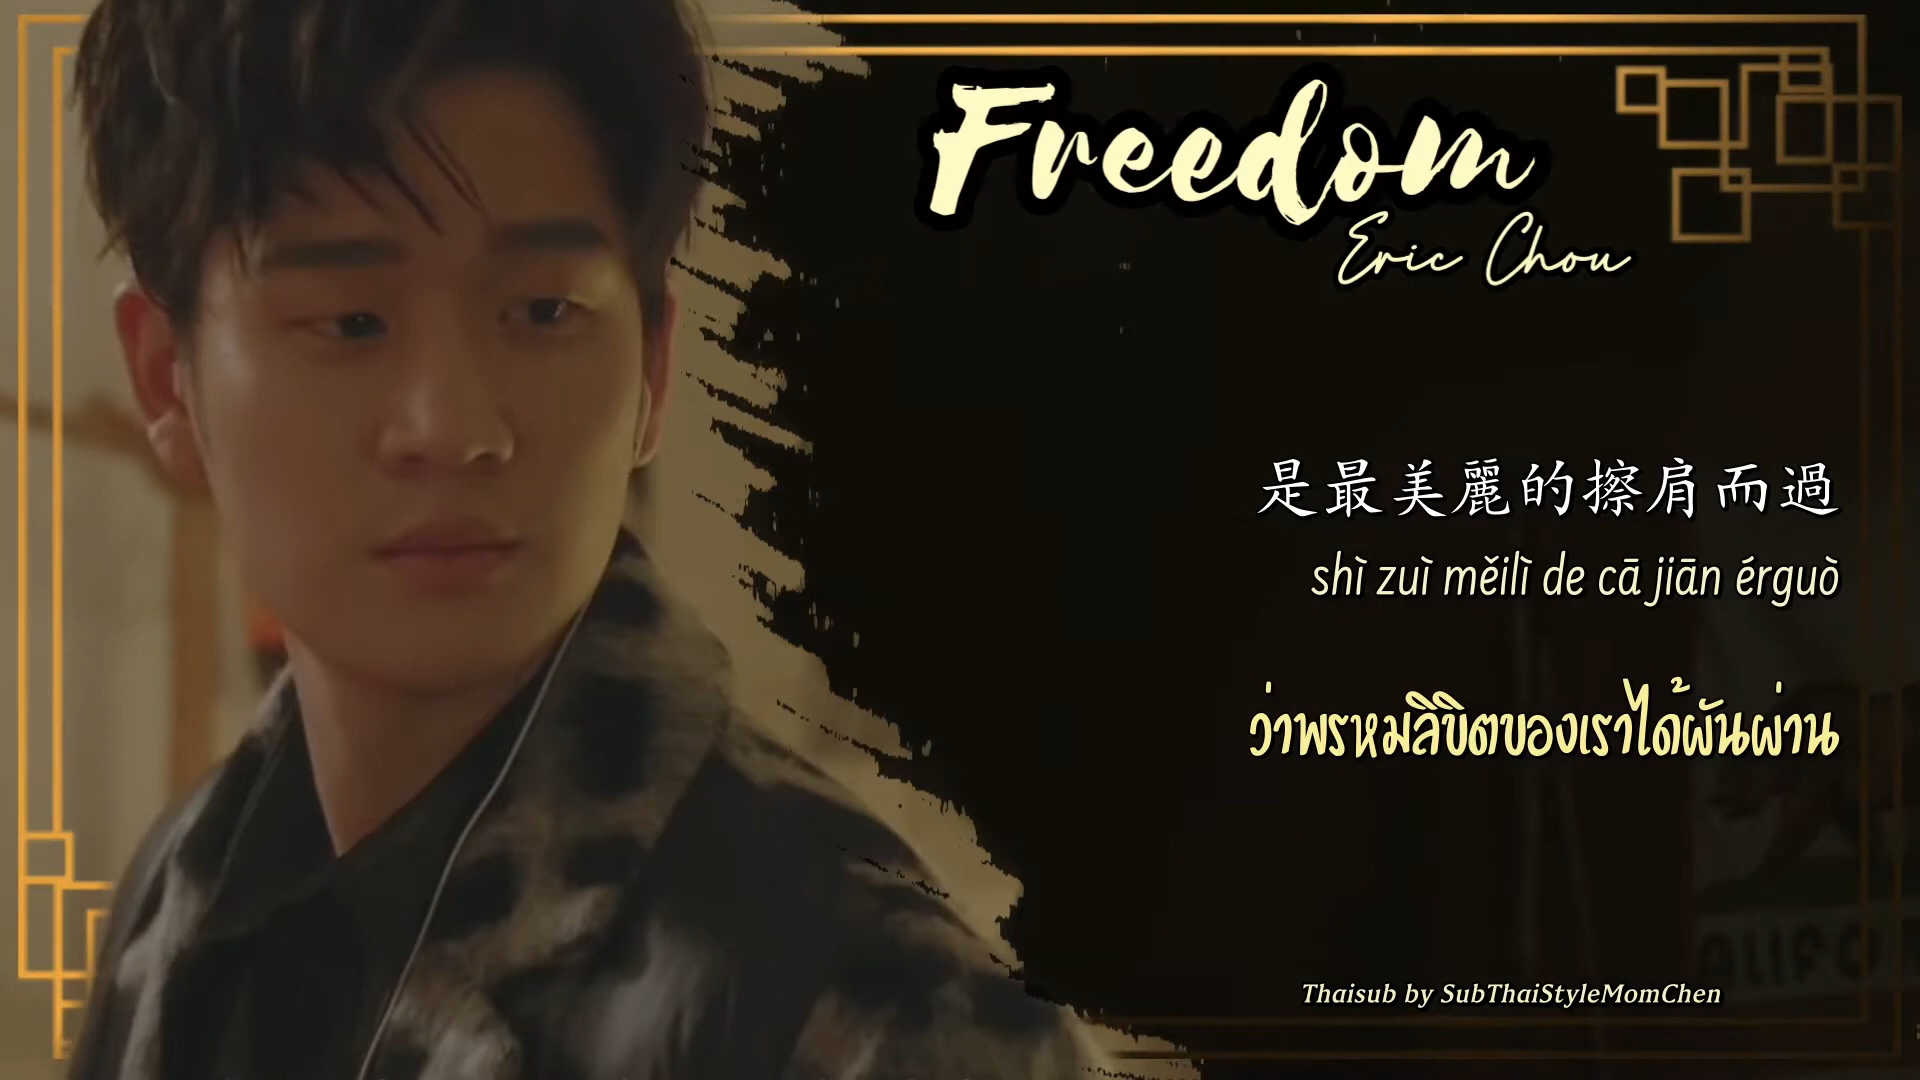 Freedom
Eric Chou
是最美麗的擦肩而過
shì zuì měilì de cā jiān érguò
ว่าพรหมลิขิตของเราได้ผันผ่าน
Thaisub by SubThaiStyleMomChen